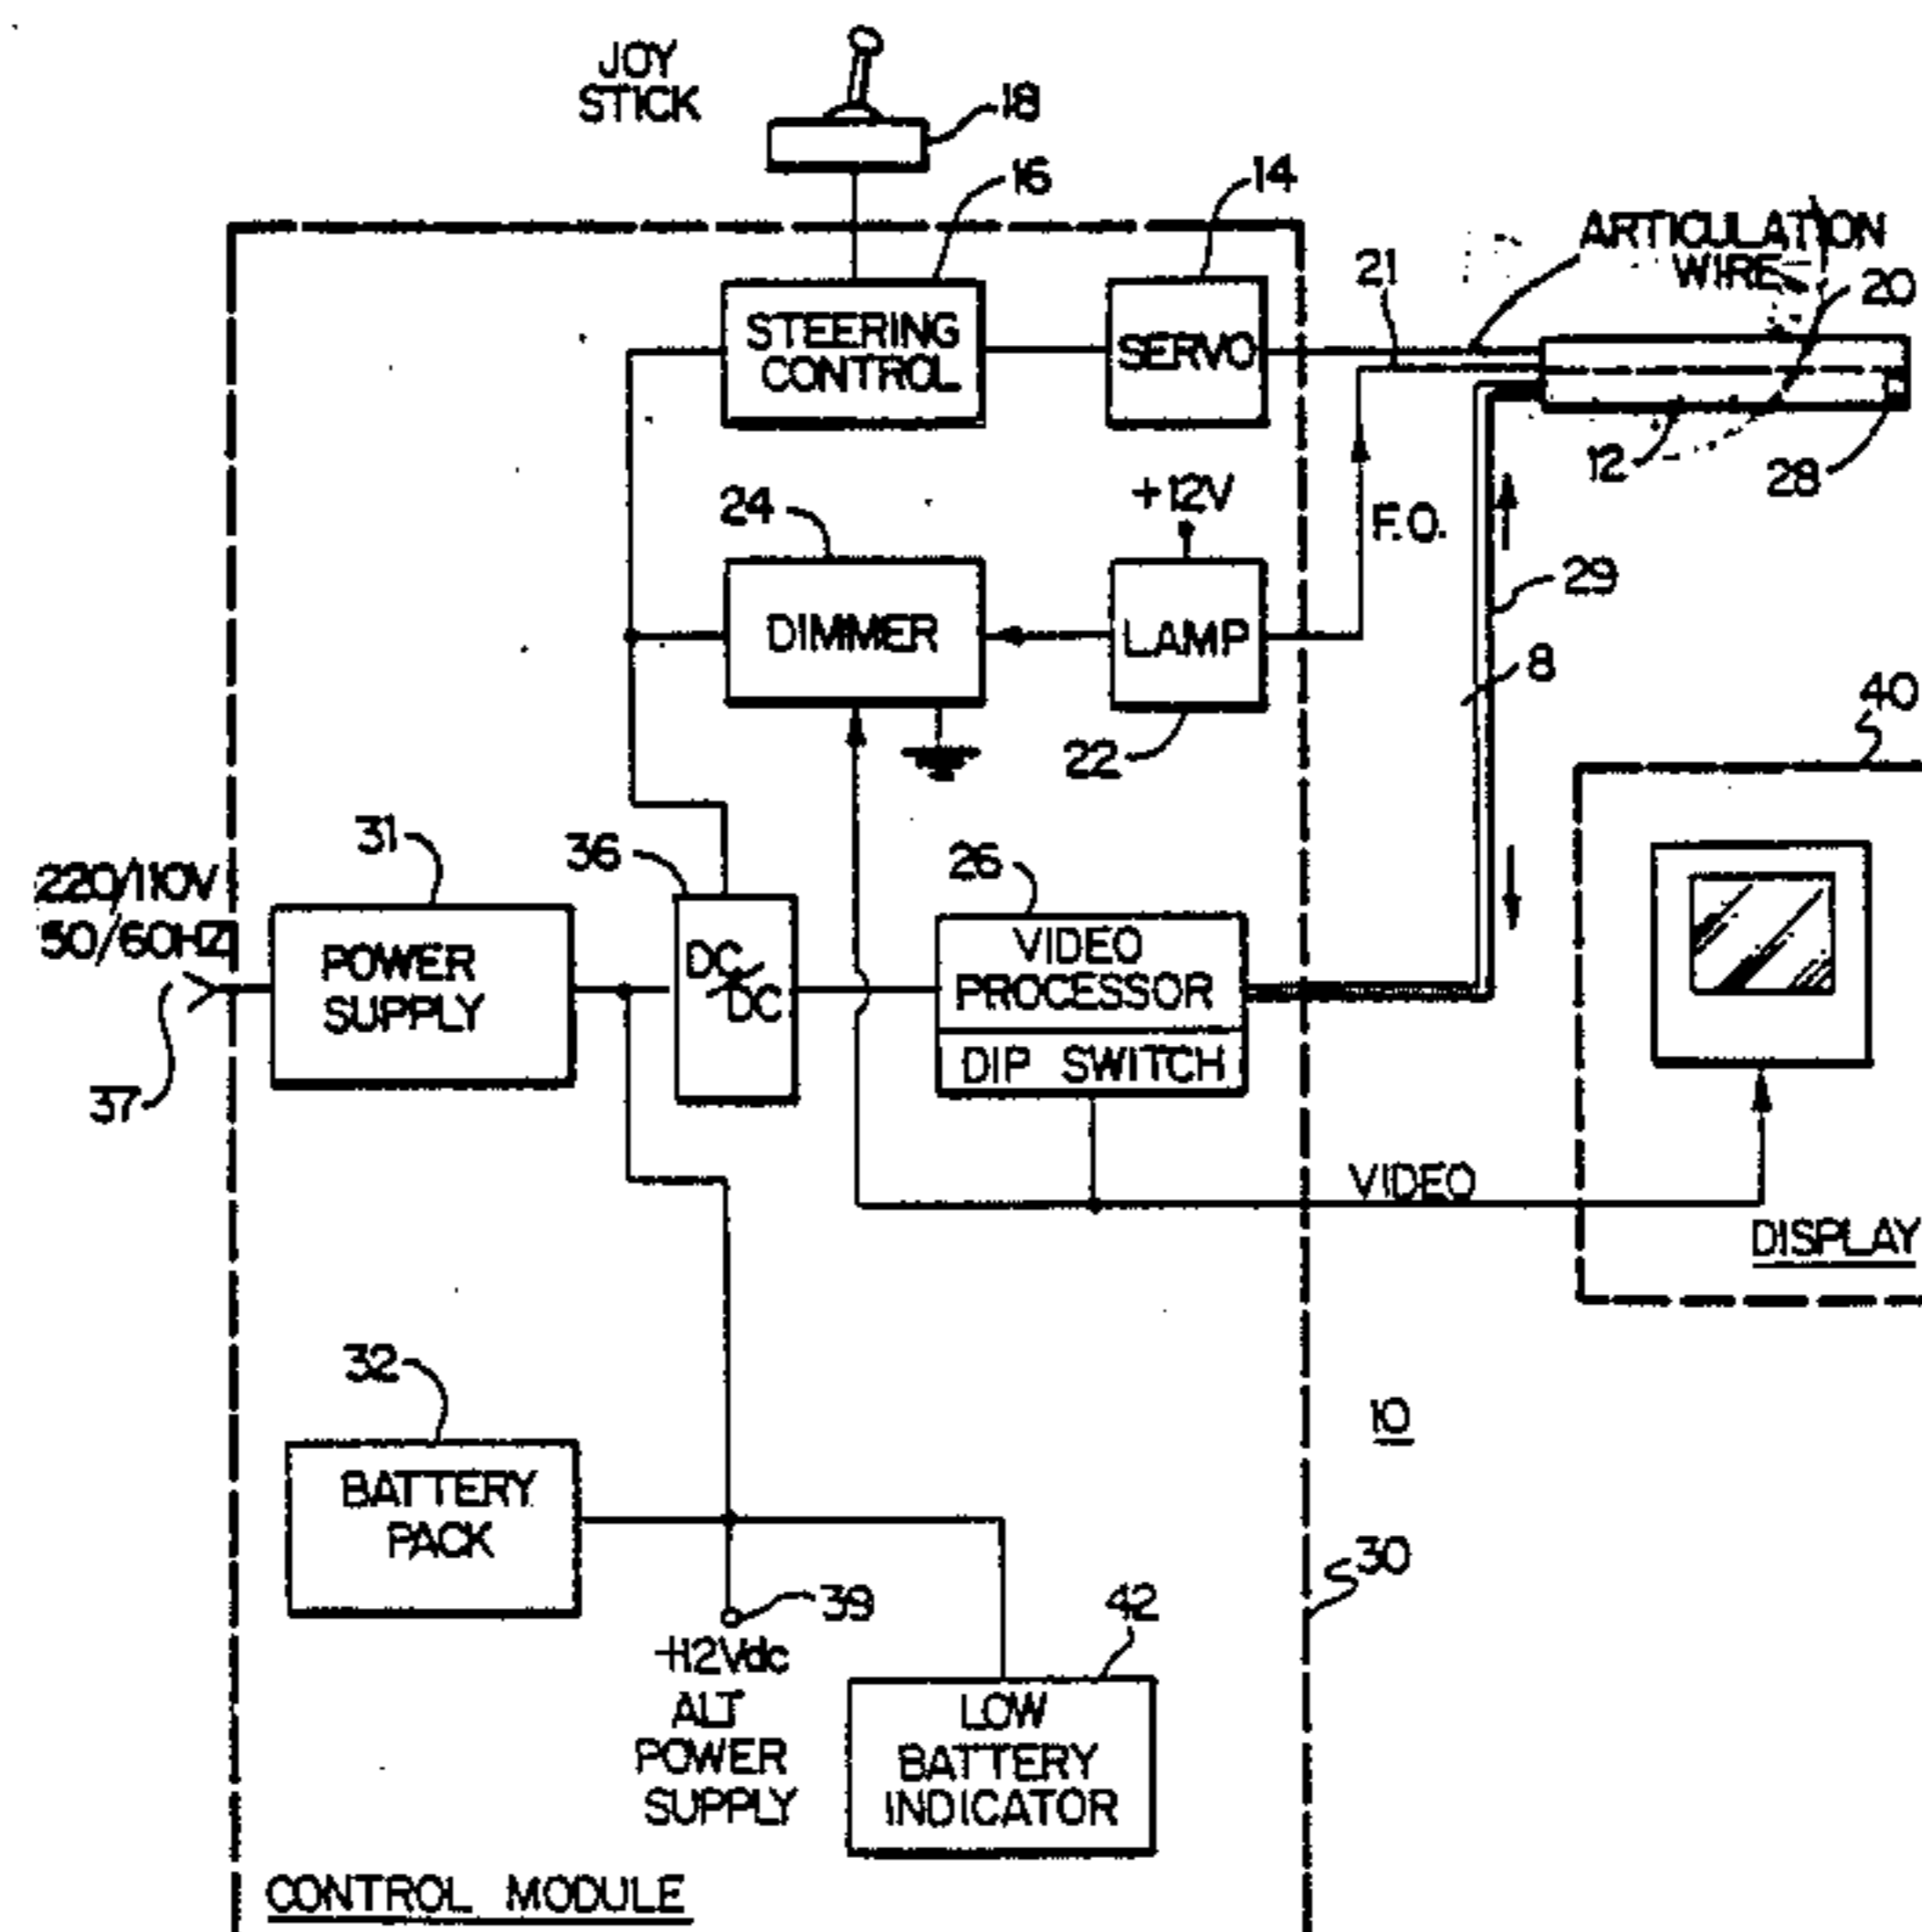 JOY
STICK
18
16
14
ARTICULATION
WIRE
21
20
STEERING
CONTROL
SERVO
12
28
24
+12V
F.O.
29
DIMMER
LAMP
8
22
40
31
36
26
220/110V
50/60HZ
POWER
SUPPLY
DC
DC
VIDEO
PROCESSOR
DIP SWITCH
37
VIDEO
DISPLAY
32
10
BATTERY
PACK
30
39
42
+12Vdc
ALT
POWER
SUPPLY
LOW
BATTERY
INDICATOR
CONTROL MODULE